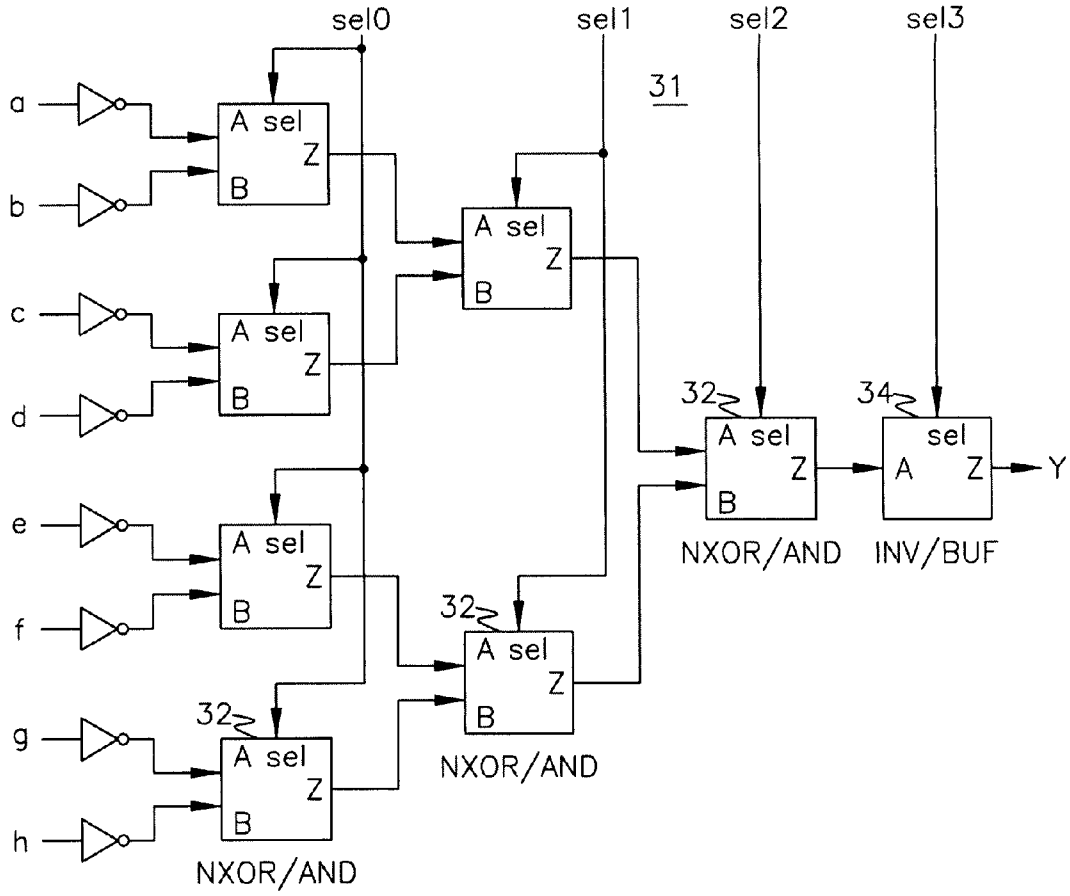 sel0 sel1 sel2 sel3
31
a
b
A sel
Z
B
A sel
Z
B
c
d
A sel
Z
B
32
A sel
Z
B
NXOR/AND
34
sel
A Z
INV/BUF
Y
e
f
A sel
Z
B
32
A sel
Z
B
NXOR/AND
g
h
32
A sel
Z
B
NXOR/AND